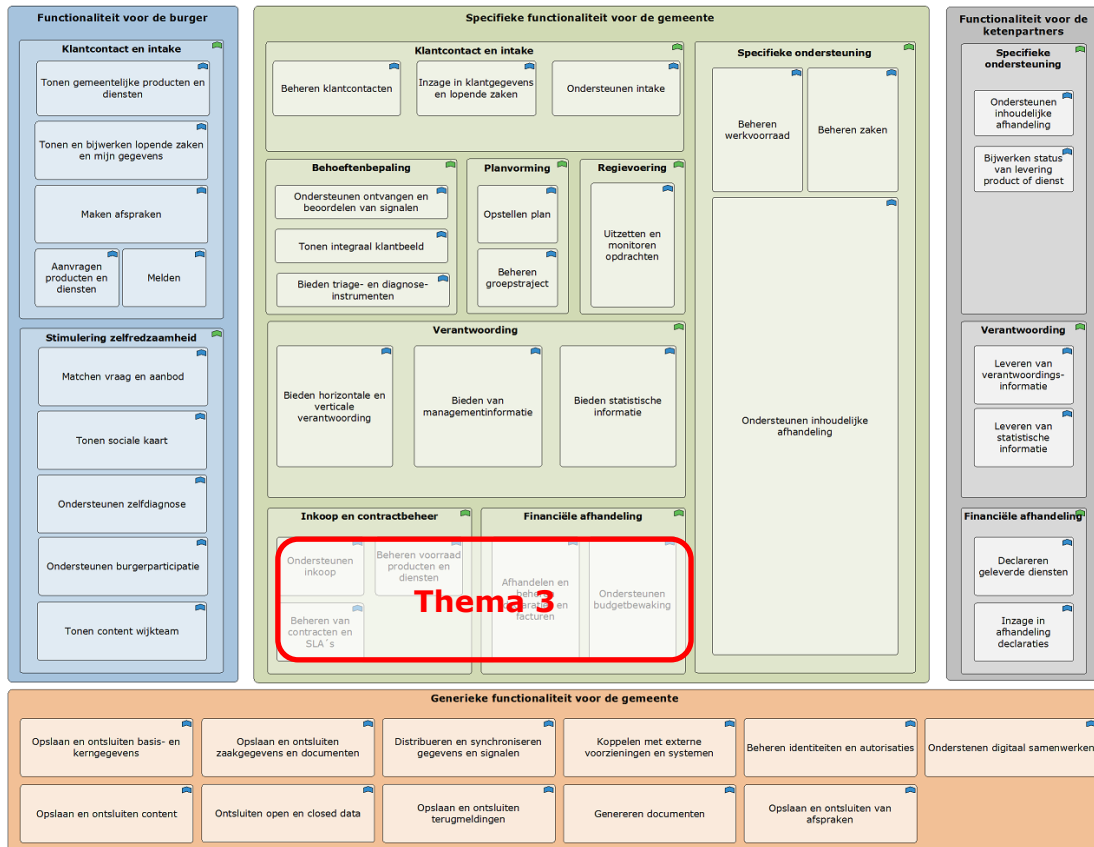 Functionaliteit voor de burger
Klantcontact en intake
Tonen gemeentelijke producten en
diensten
Tonen en bijwerken lopende zaken
en mijn gegevens
Maken afspraken
Aanvragen
producten en
diensten
Melden
Stimulering zelfredzaamheid
Matchen vraag en aanbod
Tonen sociale kaart
Ondersteunen zelfdiagnose
Ondersteunen burgerparticipatie
Tonen content wijkteam
Specifieke functionaliteit voor de gemeente
Klantcontact en intake
Beheren klantcontacten
Inzage in klantgegevens
en lopende zaken
Ondersteunen intake
Behoeftenbepaling
Ondersteunen ontvangen en
beoordelen van signalen
Tonen integraal klantbeeld
Bieden triage- en diagnose-
instrumenten
Planvorming
Opstellen plan
Beheren
groepstraject
Regievoering
Uitzetten en
monitoren
opdrachten
Verantwoording
Bieden horizontale en
verticale
verantwoording
Bieden van
managementinformatie
Bieden statistische
informatie
Inkoop en contractbeheer
Ondersteunen
inkoop
Beheren voorraad
producten en
diensten
Beheren van
contracten en
SLA´s
Financiële afhandeling
Afhandelen en
beheren
declaraties en
facturen
Ondersteunen
budgetbewaking
Thema 3
Specifieke ondersteuning
Beheren
werkvoorraad
Beheren zaken
Ondersteunen inhoudelijke
afhandeling
Functionaliteit voor de
ketenpartners
Specifieke
ondersteuning
Ondersteunen
inhoudelijke
afhandeling
Bijwerken status
van levering
product of dienst
Verantwoording
Leveren van
verantwoordings-
informatie
Leveren van
statistische
informatie
Financiële afhandeling
Declareren
geleverde diensten
Inzage in
afhandeling
declaraties
Generieke functionaliteit voor de gemeente
Opslaan en ontsluiten basis- en
kerngegevens
Opslaan en ontsluiten
zaakgegevens en documenten
Distribueren en synchroniseren
gegevens en signalen
Koppelen met externe
voorzieningen en systemen
Beheren identiteiten en autorisaties
Onderstenen digitaal samenwerken
Opslaan en ontsluiten content
Ontsluiten open en closed data
Opslaan en ontsluiten
terugmeldingen
Genereren documenten
Opslaan en ontsluiten van
afspraken